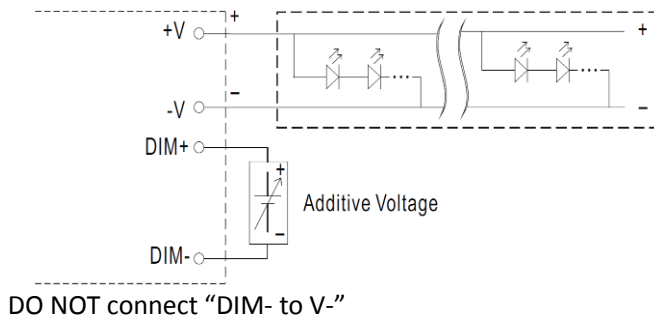 +V
+
+
-V
−
−
DIM+
+
Additive Voltage
−
DIM-
DO NOT connect “DIM- to V-”